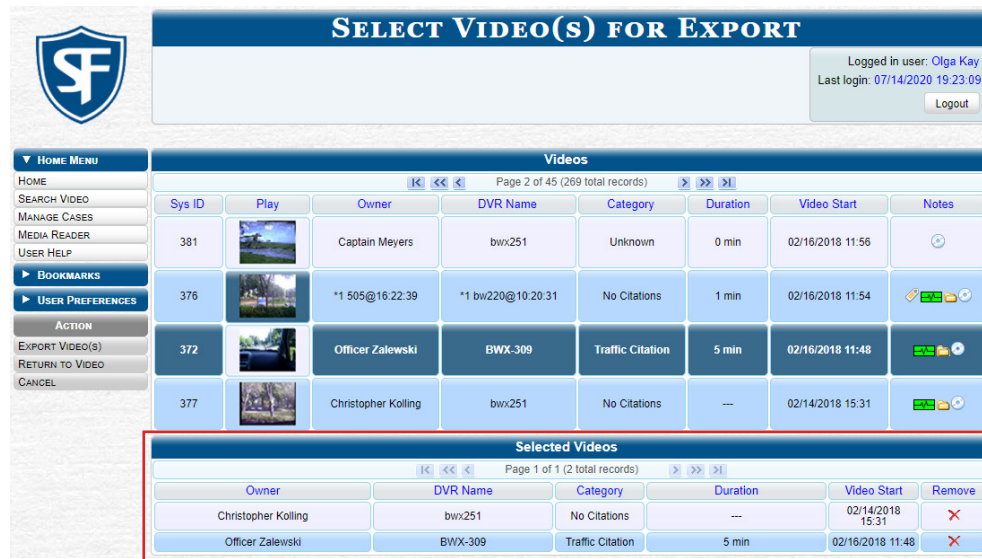 SELECT VIDEO(S) FOR EXPORT
SF
Logged in user: Olga Kay
Last login: 07/14/2020 19:23:09
Logout
▼ HOME MENU
HOME
SEARCH VIDEO
MANAGE CASES
MEDIA READER
USER HELP
► BOOKMARKS
► USER PREFERENCES
ACTION
EXPORT VIDEO(S)
RETURN TO VIDEO
CANCEL
Videos
Page 2 of 45 (269 total records)
Sys ID Play Owner DVR Name Category Duration Video Start Notes
381 Captain Meyers bwx251 Unknown 0 min 02/16/2018 11:56
376 *1 505@16:22:39 *1 bw220@10:20:31 No Citations 1 min 02/16/2018 11:54
372 Officer Zalewski BWX-309 Traffic Citation 5 min 02/16/2018 11:48
377 Christopher Kolling bwx251 No Citations --- 02/14/2018 15:31
Selected Videos
Page 1 of 1 (2 total records)
Owner DVR Name Category Duration Video Start Remove
Christopher Kolling bwx251 No Citations --- 02/14/2018 15:31
Officer Zalewski BWX-309 Traffic Citation 5 min 02/16/2018 11:48